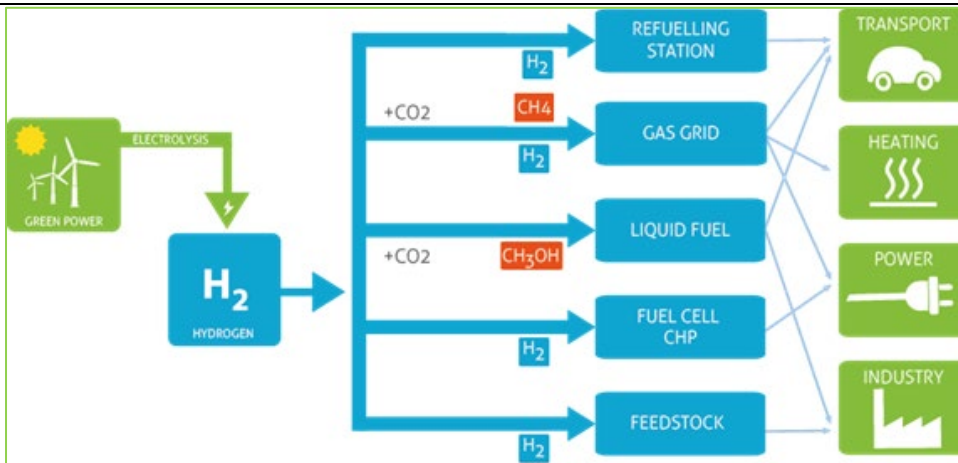 GREEN POWER
ELECTROLYSIS
H2
HYDROGEN
H2
+CO2
CH4
H2
+CO2
CH3OH
H2
H2
REFUELLING
STATION
GAS GRID
LIQUID FUEL
FUEL CELL
CHP
FEEDSTOCK
TRANSPORT
HEATING
POWER
INDUSTRY